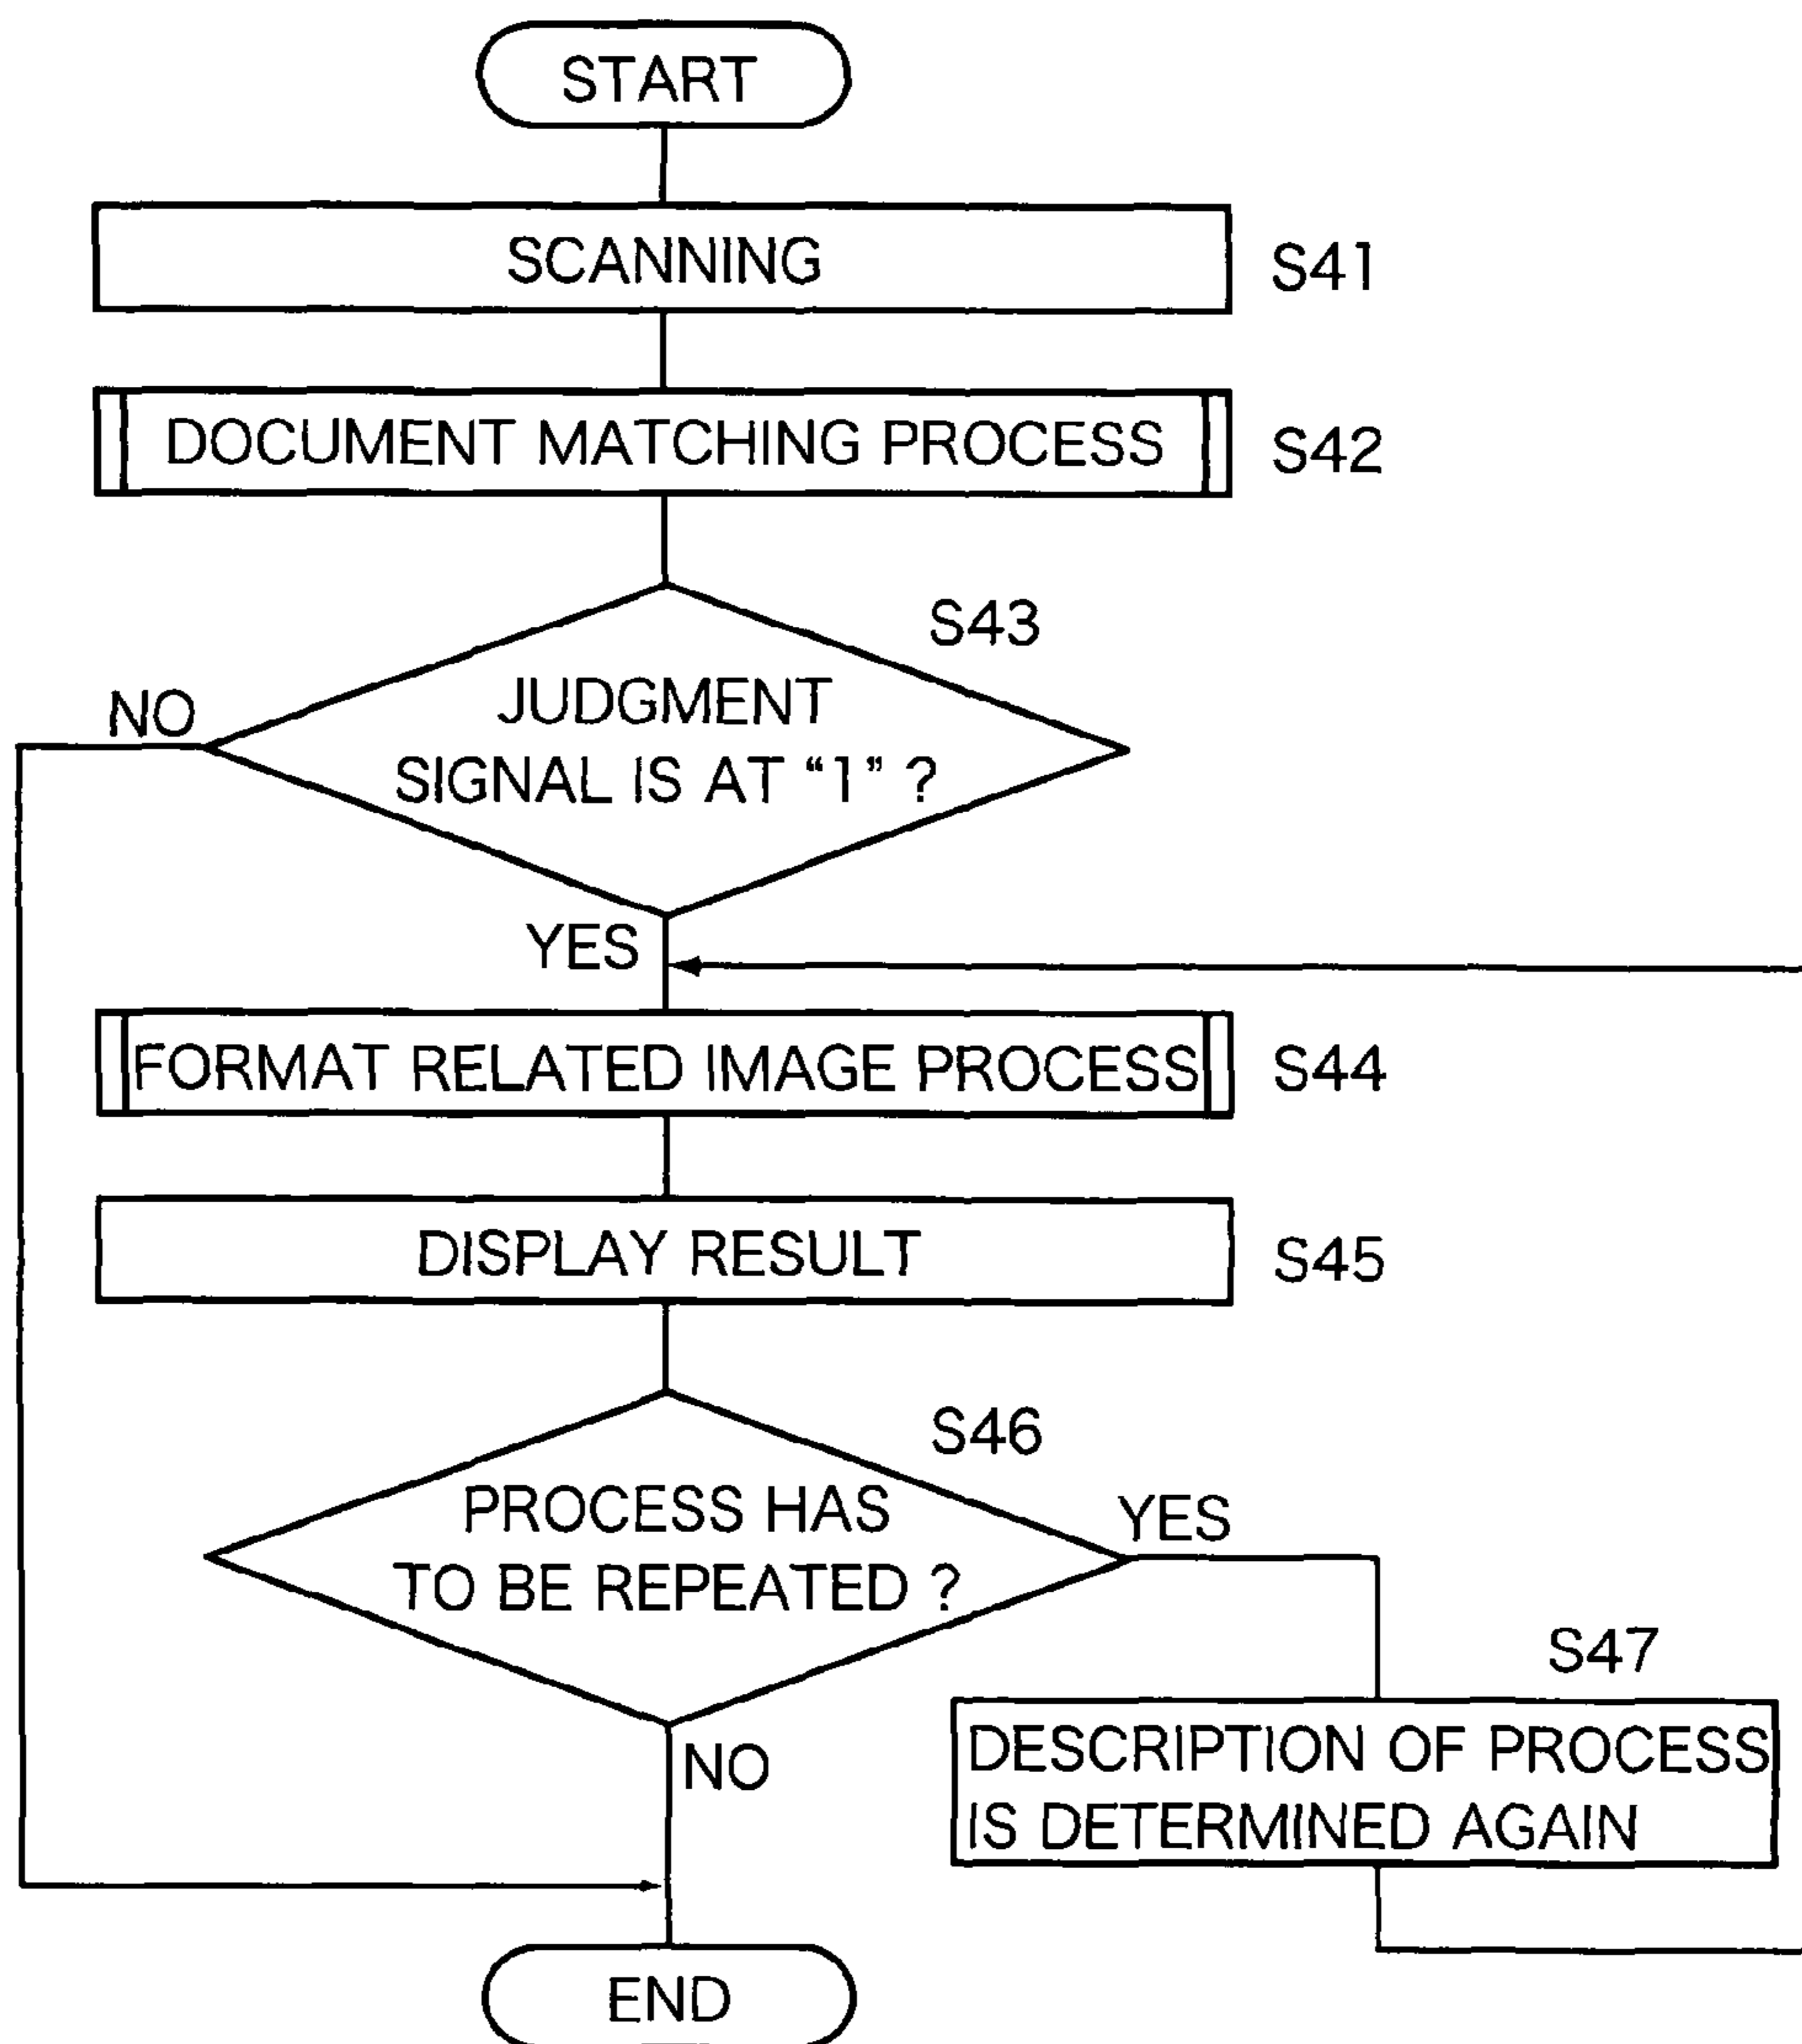 START
SCANNING
S41
DOCUMENT MATCHING PROCESS
S42
S43
JUDGMENT
SIGNAL IS AT “1” ?
NO
YES
FORMAT RELATED IMAGE PROCESS
S44
DISPLAY RESULT
S45
S46
PROCESS HAS
TO BE REPEATED ?
YES
NO
S47
DESCRIPTION OF PROCESS
IS DETERMINED AGAIN
END